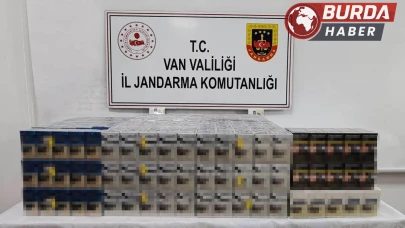 BURDA
HABER
T.C.
VAN VALİLİĞİ
İL JANDARMA KOMUTANLIĞI